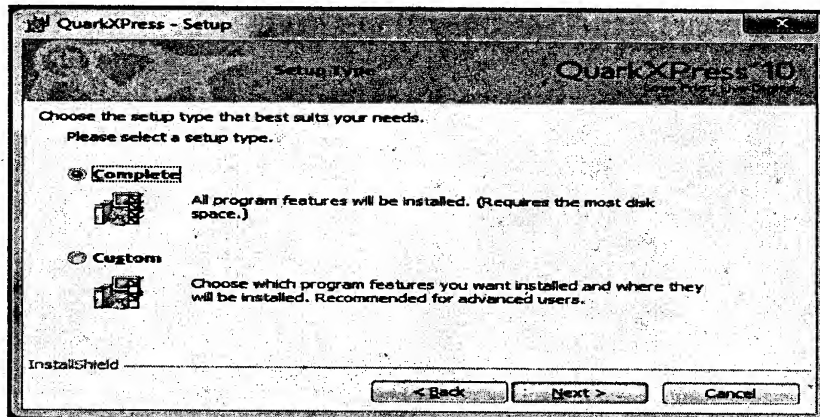 QuarkXPress - Setup
Setup Type
QuarkXPress 10
Choose the setup type that best suits your needs.
Please select a setup type.
Complete
All program features will be installed. (Requires the most disk
space.)
Custom
Choose which program features you want installed and where they
will be installed. Recommended for advanced users.
InstallShield
< Back
Next >
Cancel